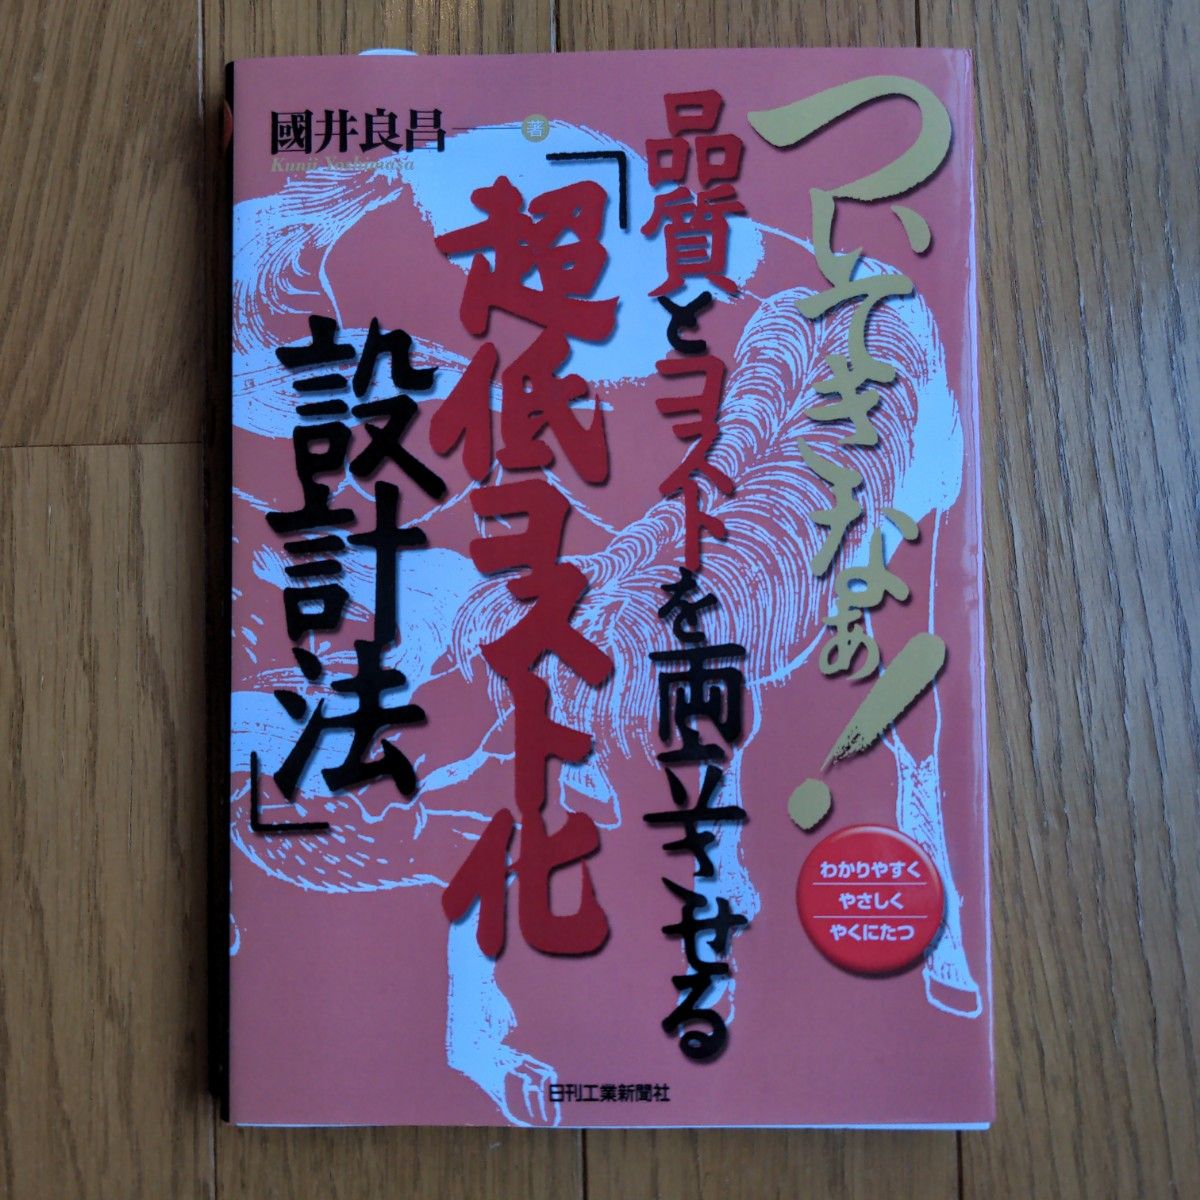 ついてきなぁ!
品質とコストを両立させる
「超低コスト化
設計法」
國井良昌
著
Kunii Yoshimasa
わかりやすく
やさしく
やくにたつ
日刊工業新聞社